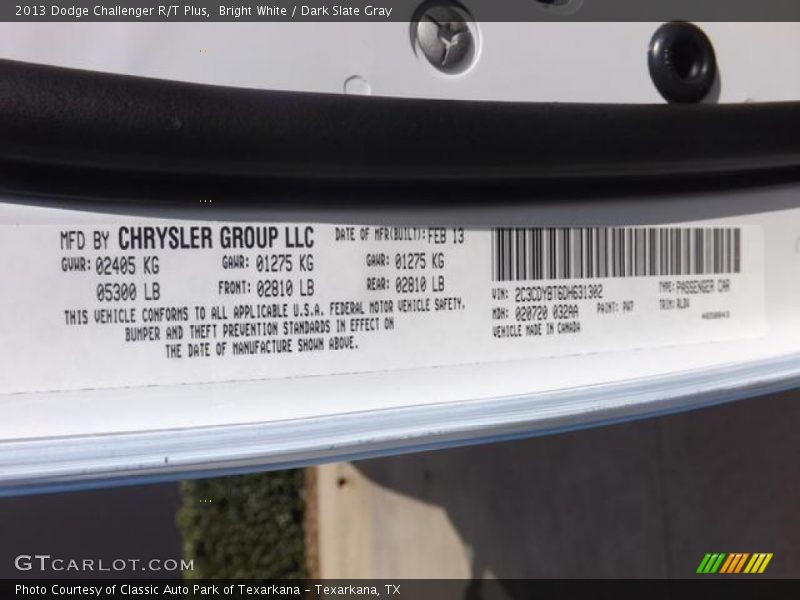 2013 Dodge Challenger R/T Plus, Bright White / Dark Slate Gray
MFD BY CHRYSLER GROUP LLC DATE OF MFR(BUILT): FEB 13
GVWR: 02405 KG GAWR: 01275 KG GAWR: 01275 KG
05300 LB FRONT: 02810 LB REAR: 02810 LB
THIS VEHICLE CONFORMS TO ALL APPLICABLE U.S.A. FEDERAL MOTOR VEHICLE SAFETY,
BUMPER AND THEFT PREVENTION STANDARDS IN EFFECT ON
THE DATE OF MANUFACTURE SHOWN ABOVE.
VIN: 2C3CDYBT6DH631302 TYPE: PASSENGER CAR
MDH: 020720 032AA PAINT: PW7 TRIM:
VEHICLE MADE IN CANADA
GTCARLOT.COM
Photo Courtesy of Classic Auto Park of Texarkana - Texarkana, TX